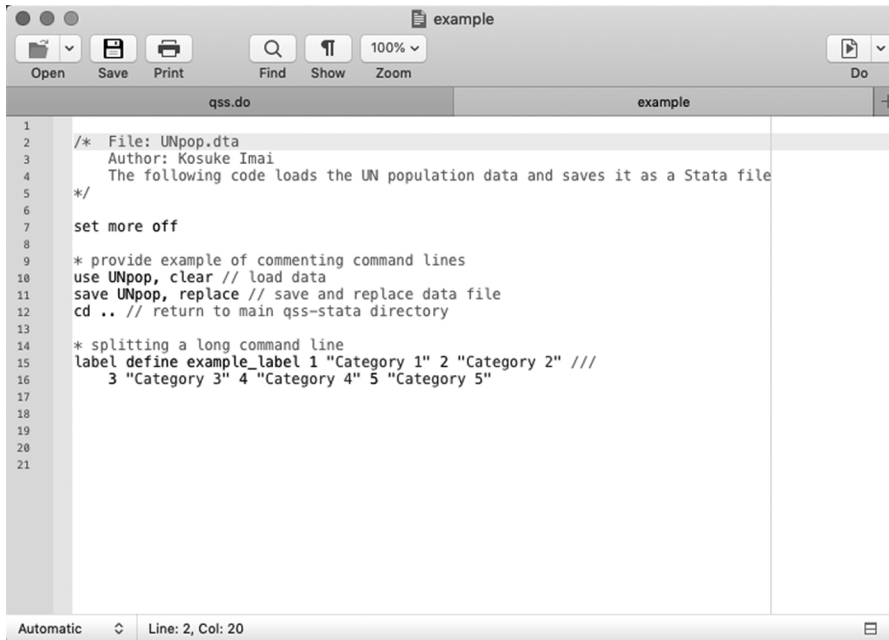 example
100%
Open Save Print Find Show Zoom Do
qss.do example +
1
2 /*  File: UNpop.dta
3     Author: Kosuke Imai
4     The following code loads the UN population data and saves it as a Stata file
5 */
6
7 set more off
8
9 * provide example of commenting command lines
10 use UNpop, clear // load data
11 save UNpop, replace // save and replace data file
12 cd .. // return to main qss-stata directory
13
14 * splitting a long command line
15 label define example_label 1 "Category 1" 2 "Category 2" ///
16     3 "Category 3" 4 "Category 4" 5 "Category 5"
17
18
19
20
21
Automatic Line: 2, Col: 20